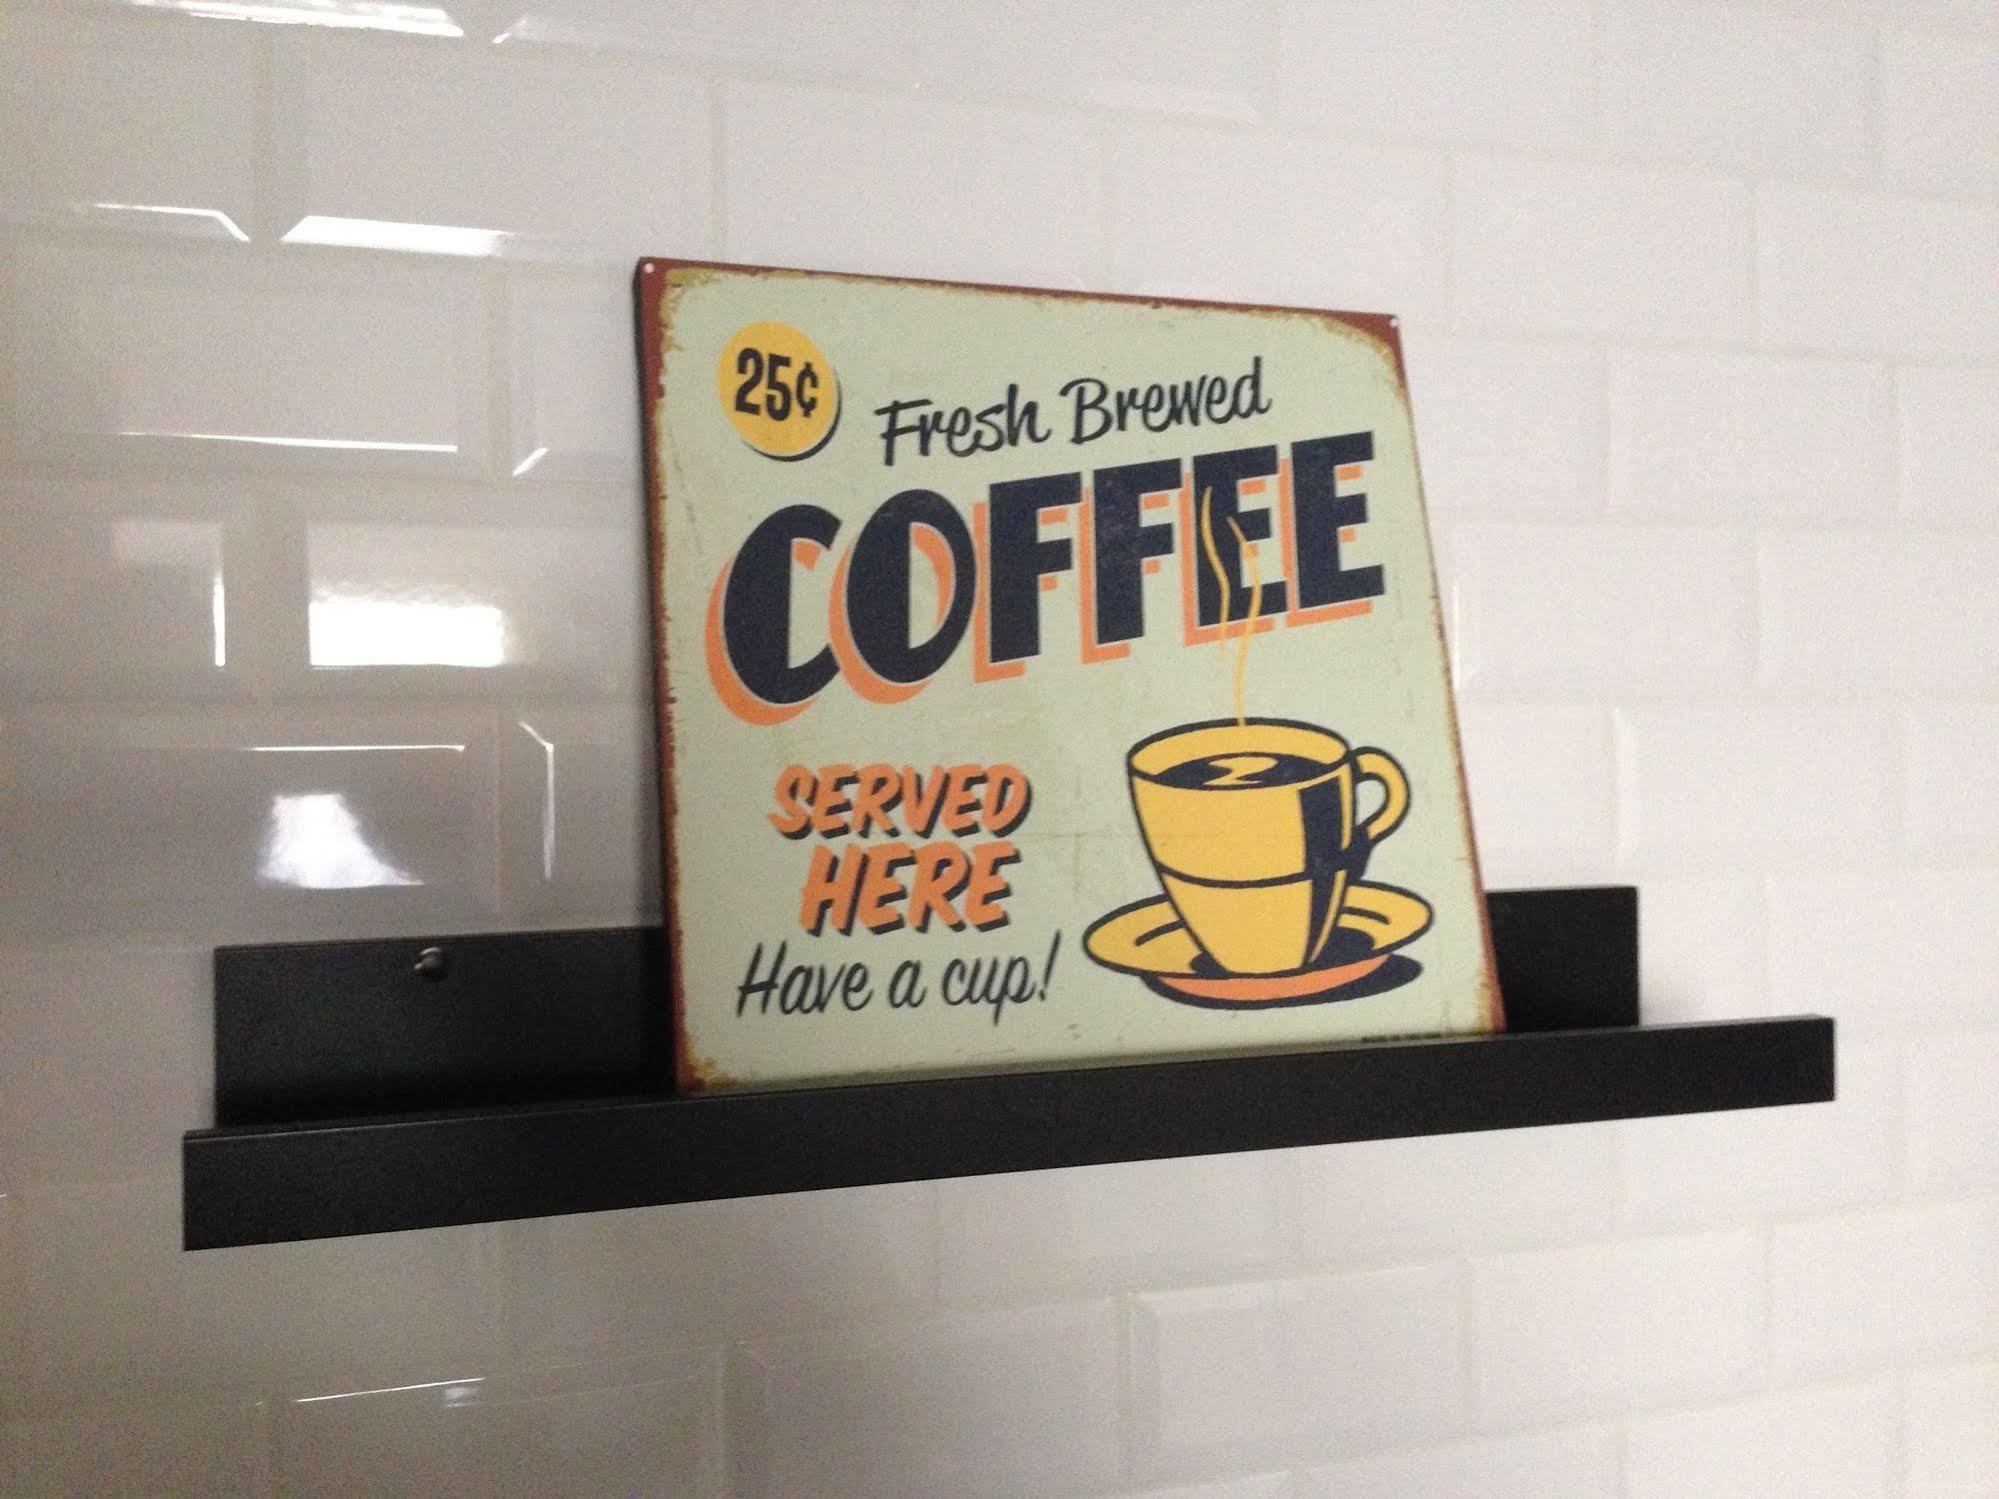 25¢
Fresh Brewed
COFFEE
SERVED
HERE
Have a cup!